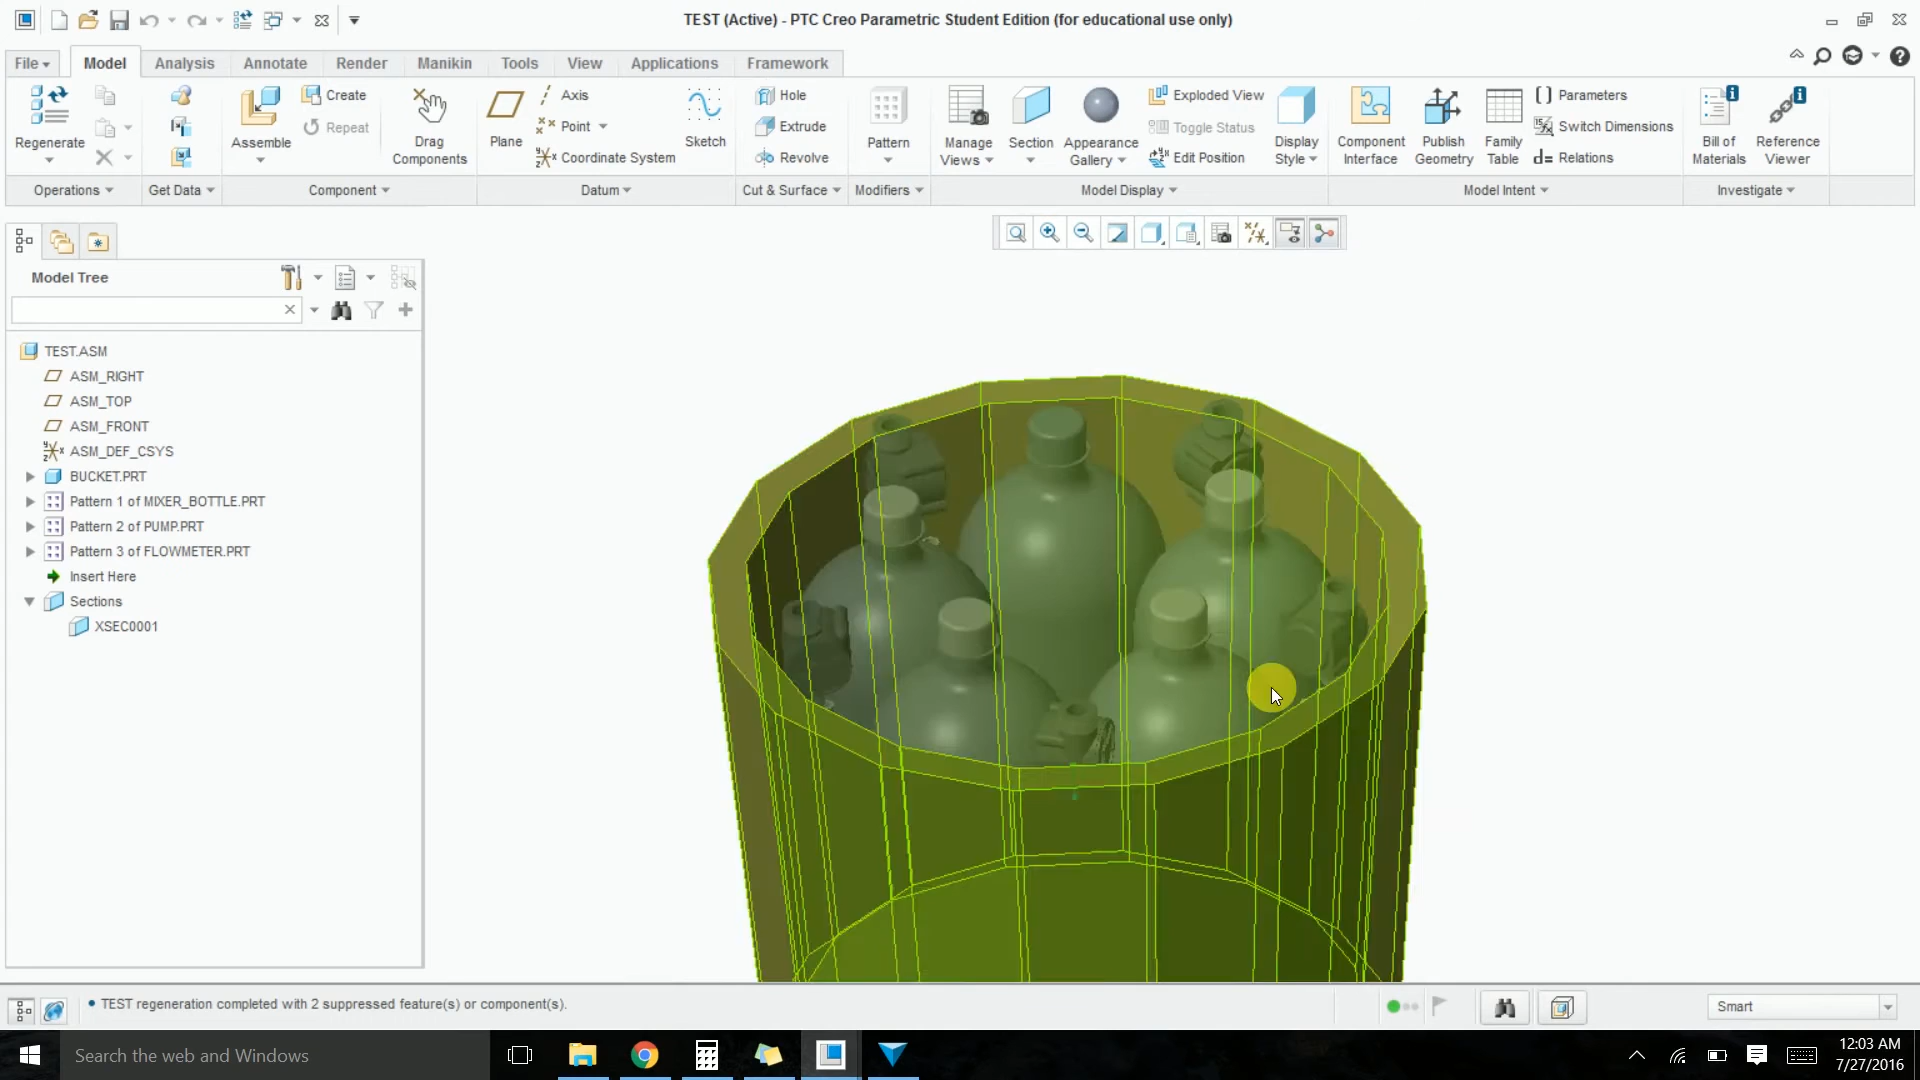 TEST (Active) - PTC Creo Parametric Student Edition (for educational use only)
File Model Analysis Annotate Render Manikin Tools View Applications Framework
Regenerate
Assemble
Create
Repeat
Drag Components
Plane
Axis
Point
Coordinate System
Sketch
Hole
Extrude
Revolve
Pattern
Manage Views
Section
Appearance Gallery
Exploded View
Toggle Status
Edit Position
Display Style
Component Interface
Publish Geometry
Family Table
Parameters
Switch Dimensions
Relations
Bill of Materials
Reference Viewer
Operations Get Data Component Datum Cut & Surface Modifiers Model Display Model Intent Investigate
Model Tree
TEST.ASM
ASM_RIGHT
ASM_TOP
ASM_FRONT
ASM_DEF_CSYS
BUCKET.PRT
Pattern 1 of MIXER_BOTTLE.PRT
Pattern 2 of PUMP.PRT
Pattern 3 of FLOWMETER.PRT
Insert Here
Sections
XSEC0001
TEST regeneration completed with 2 suppressed feature(s) or component(s).
Smart
Search the web and Windows
12:03 AM
7/27/2016